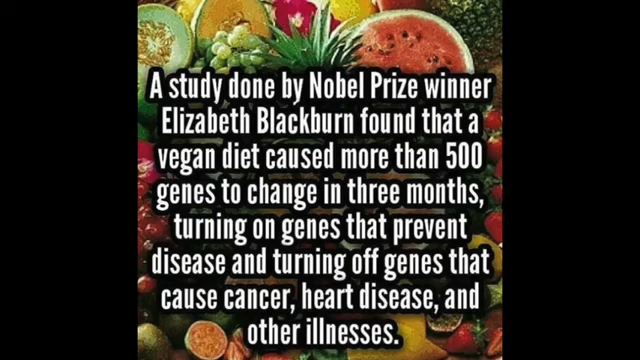 A study done by Nobel Prize winner
Elizabeth Blackburn found that a
vegan diet caused more than 500
genes to change in three months,
turning on genes that prevent
disease and turning off genes that
cause cancer, heart disease, and
other illnesses.